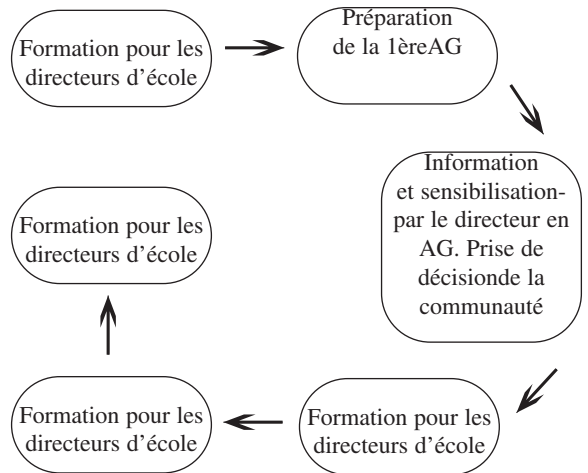 Formation pour les
directeurs d'école
Préparation
de la 1èreAG
Information
et sensibilisation-
par le directeur en
AG. Prise de
décisionde la
communauté
Formation pour les
directeurs d'école
Formation pour les
directeurs d'école
Formation pour les
directeurs d'école